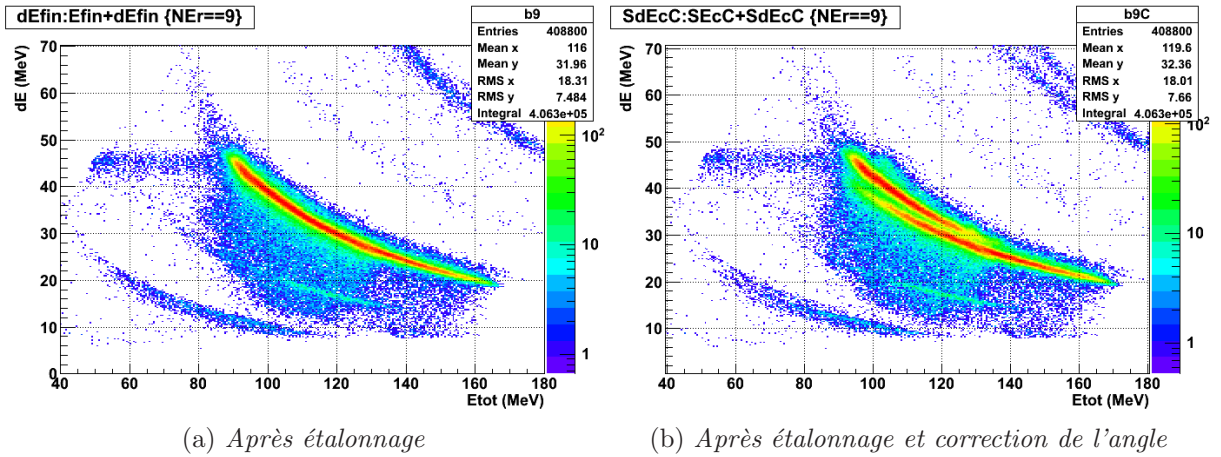 dEfin:Efin+dEfin {NEr==9}
b9
Entries 408800
Mean x 116
Mean y 31.96
RMS x 18.31
RMS y 7.484
Integral 4.063e+05
dE (MeV)
70
60
50
40
30
20
10
0
40 60 80 100 120 140 160 180
Etot (MeV)
10²
10
1
(a) Après étalonnage
SdEcC:SEcC+SdEcC {NEr==9}
b9C
Entries 408800
Mean x 119.6
Mean y 32.36
RMS x 18.01
RMS y 7.66
Integral 4.063e+05
dE (MeV)
70
60
50
40
30
20
10
40 60 80 100 120 140 160 180
Etot (MeV)
10²
10
1
(b) Après étalonnage et correction de l'angle